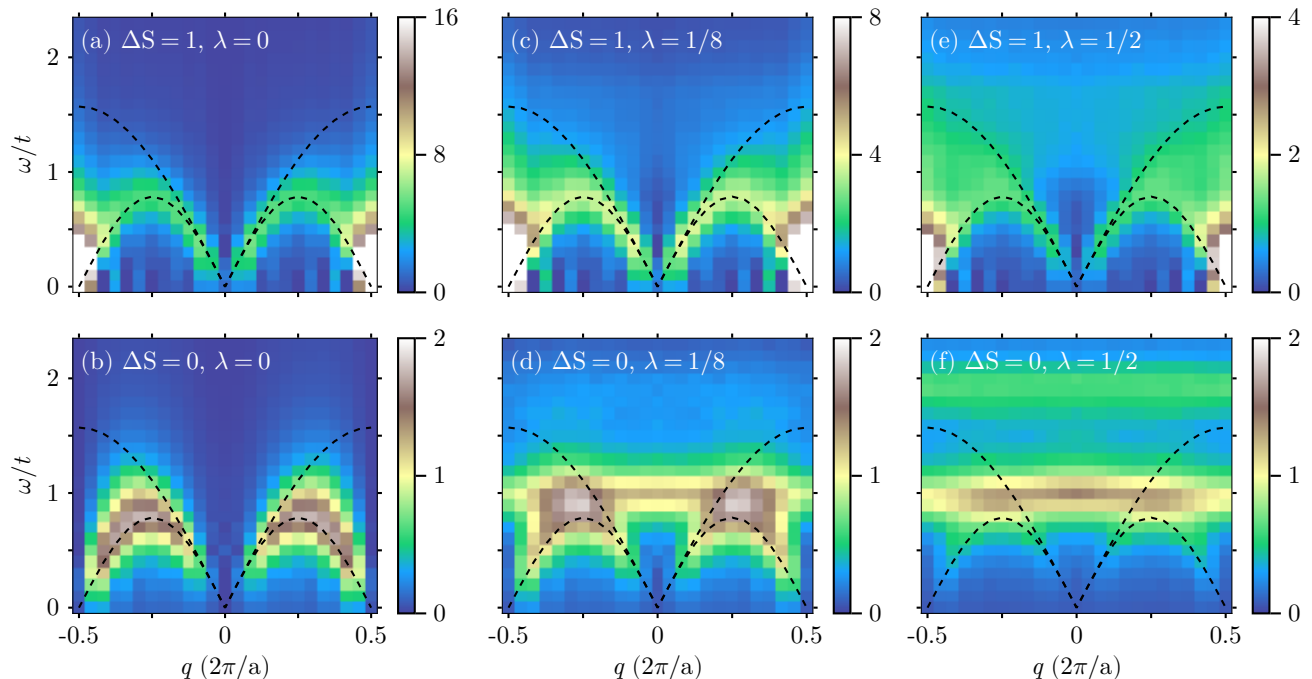 (a) ΔS = 1, λ=0
(c) ΔS = 1, λ= 1/8
(e) ΔS = 1, λ= 1/2
16
8
0
8
4
0
4
2
0
ω/t
2
1
0
(b) ΔS = 0, λ=0
(d) ΔS = 0, λ= 1/8
(f) ΔS = 0, λ= 1/2
2
1
0
2
1
0
2
1
0
ω/t
2
1
0
-0.5 0 0.5
-0.5 0 0.5
-0.5 0 0.5
q (2π/a)
q (2π/a)
q (2π/a)